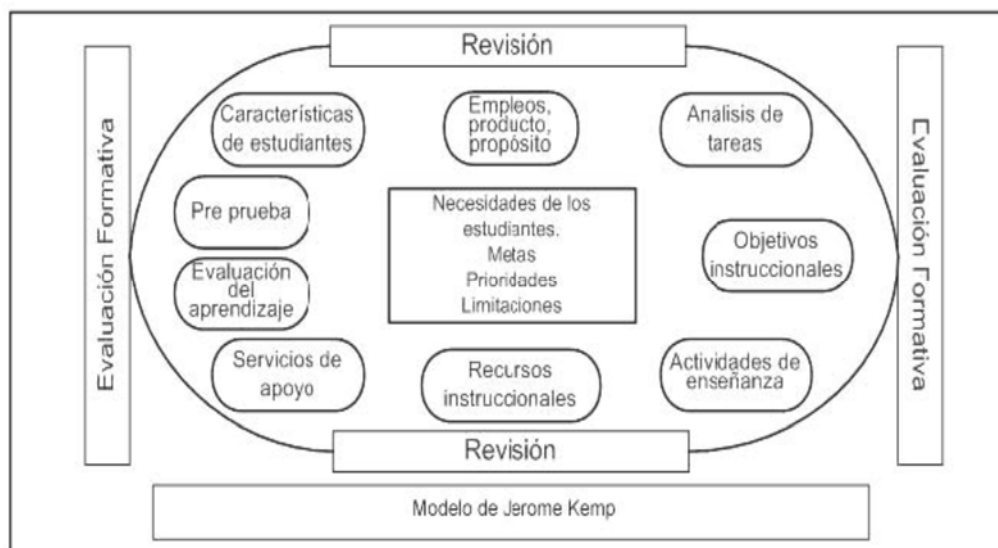 Revisión
Evaluación Formativa
Características
de estudiantes
Empleos,
producto,
propósito
Analisis de
tareas
Pre prueba
Necesidades de los
estudiantes.
Metas
Prioridades
Limitaciones
Objetivos
instruccionales
Evaluación
del
aprendizaje
Servicios de
apoyo
Recursos
instruccionales
Actividades de
enseñanza
Evaluación Formativa
Revisión
Modelo de Jerome Kemp